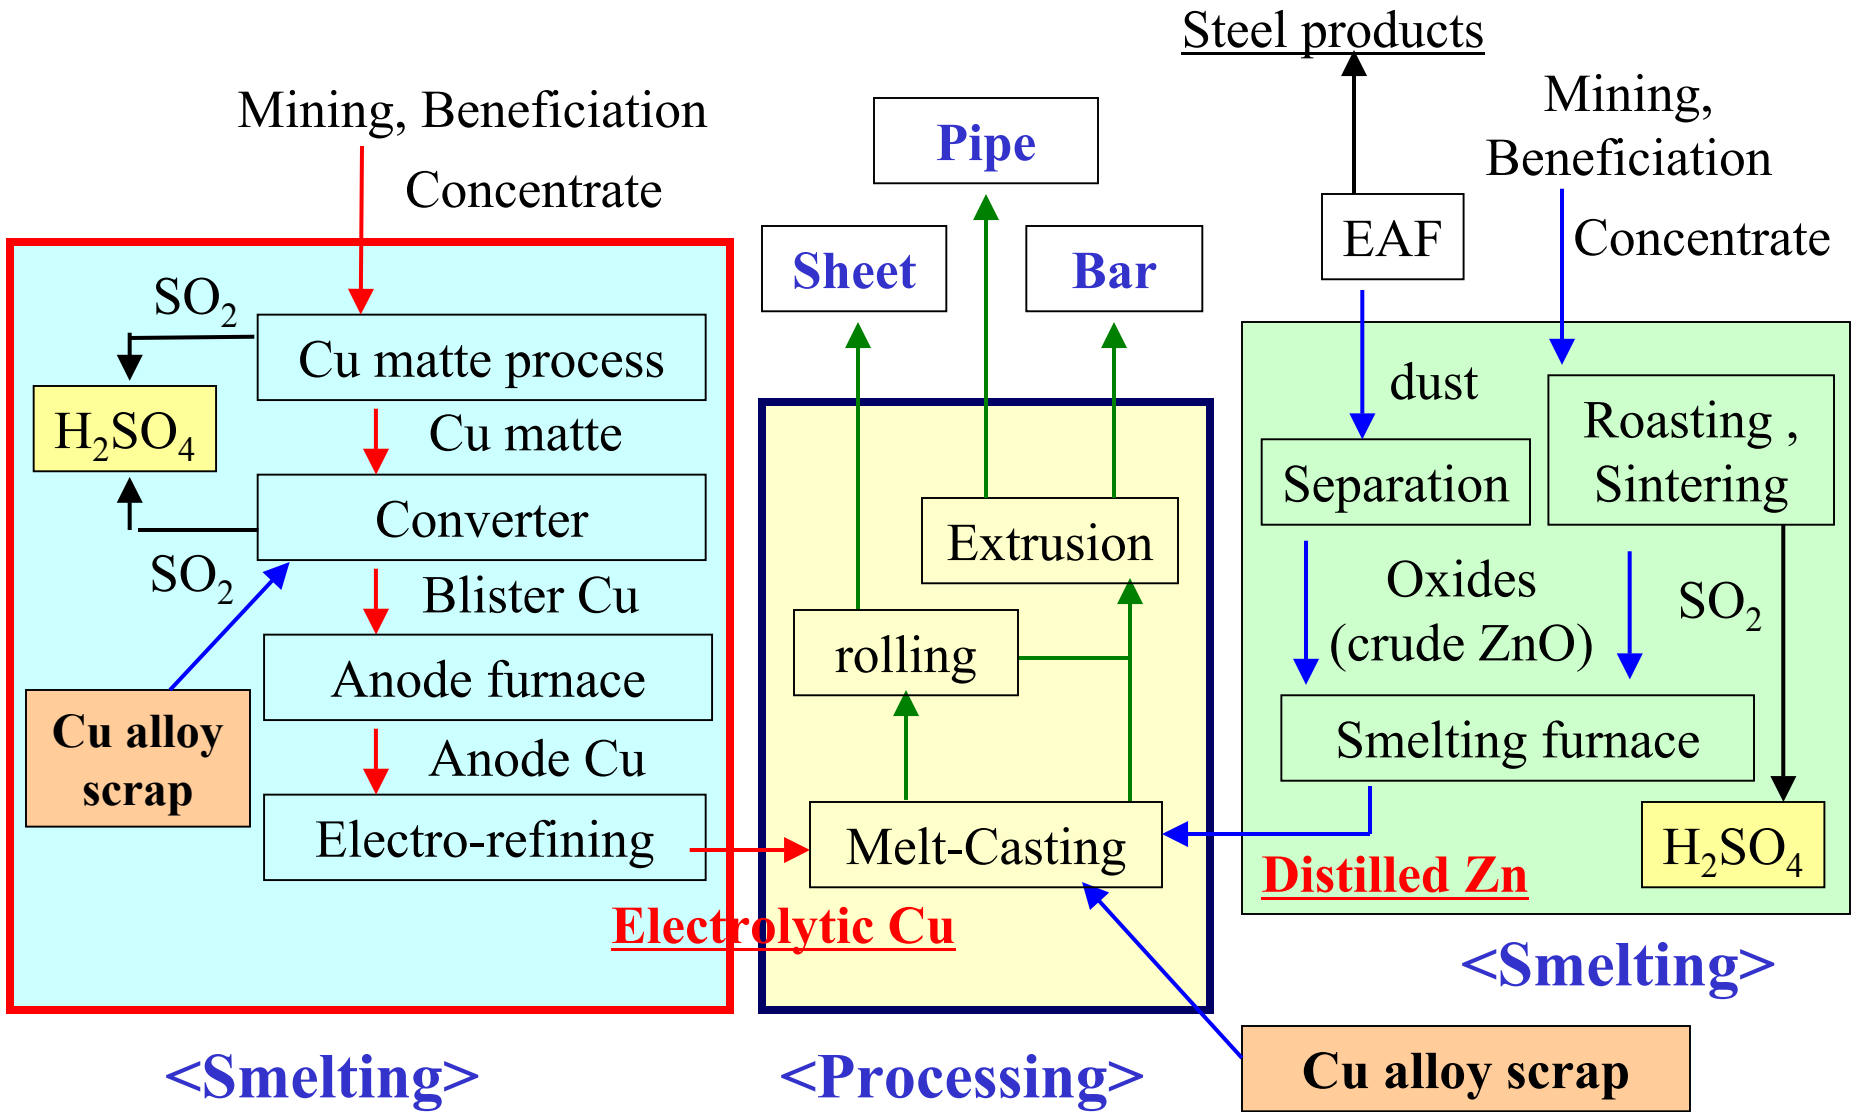 Steel products
Mining, Beneficiation
Concentrate
Pipe
Mining,
Beneficiation
Concentrate
EAF
Sheet
Bar
SO₂
Cu matte process
H₂SO₄
Cu matte
Converter
SO₂
Blister Cu
Anode furnace
Cu alloy
scrap
Anode Cu
Electro-refining
Electrolytic Cu
<Smelting>
Extrusion
rolling
Melt-Casting
<Processing>
dust
Separation
Roasting ,
Sintering
Oxides
(crude ZnO)
SO₂
Smelting furnace
Distilled Zn
H₂SO₄
<Smelting>
Cu alloy scrap